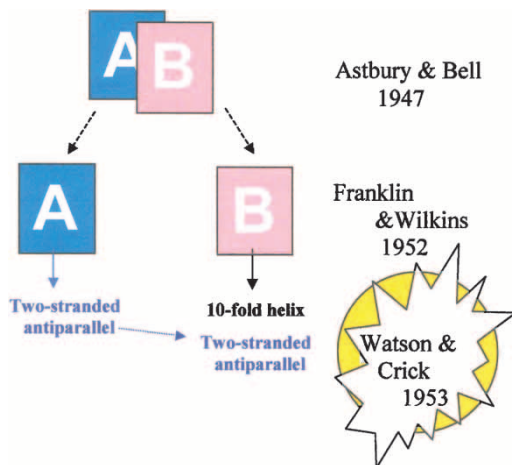 A B
Astbury & Bell
1947
A
B
Franklin
&Wilkins
1952
Two-stranded
antiparallel
10-fold helix
Two-stranded
antiparallel
Watson &
Crick
1953